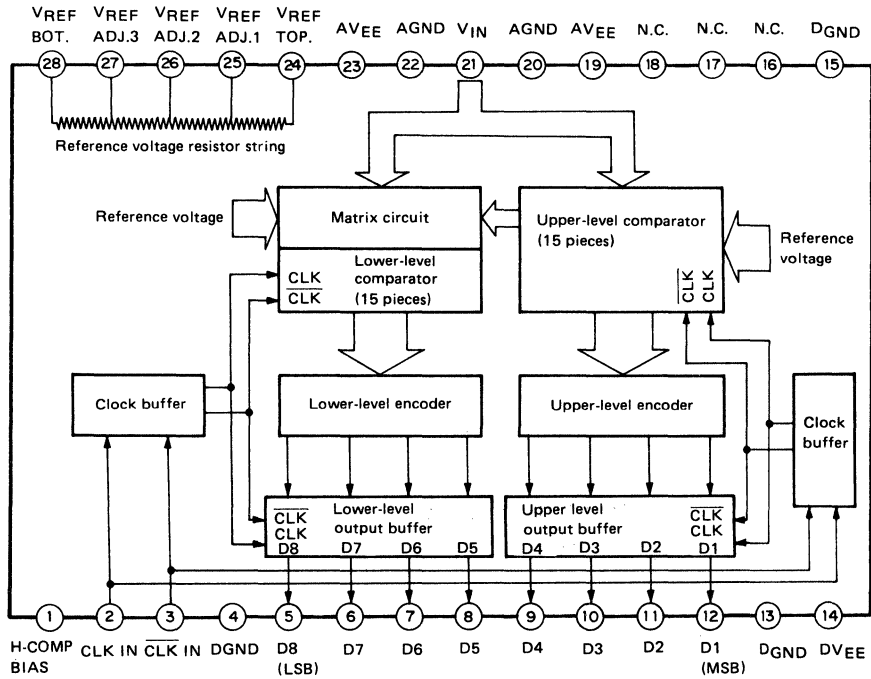 VREF VREF VREF VREF VREF
BOT. ADJ.3 ADJ.2 ADJ.1 TOP. AVEE AGND VIN AGND AVEE N.C. N.C. N.C. DGND
28 27 26 25 24 23 22 21 20 19 18 17 16 15
Reference voltage resistor string
Reference voltage
Matrix circuit
Upper-level comparator
(15 pieces)
Reference
voltage
Lower-level
comparator
(15 pieces)
CLK
C̅L̅K̅
C̅L̅K̅
CLK
Clock buffer
Lower-level encoder
Upper-level encoder
Clock
buffer
Lower-level
output buffer
C̅L̅K̅
CLK
D8 D7 D6 D5
Upper level
output buffer
C̅L̅K̅
CLK
D4 D3 D2 D1
1 2 3 4 5 6 7 8 9 10 11 12 13 14
H-COMP
BIAS
CLK IN C̅L̅K̅ IN DGND D8 D7 D6 D5 D4 D3 D2 D1 DGND DVEE
(LSB) (MSB)